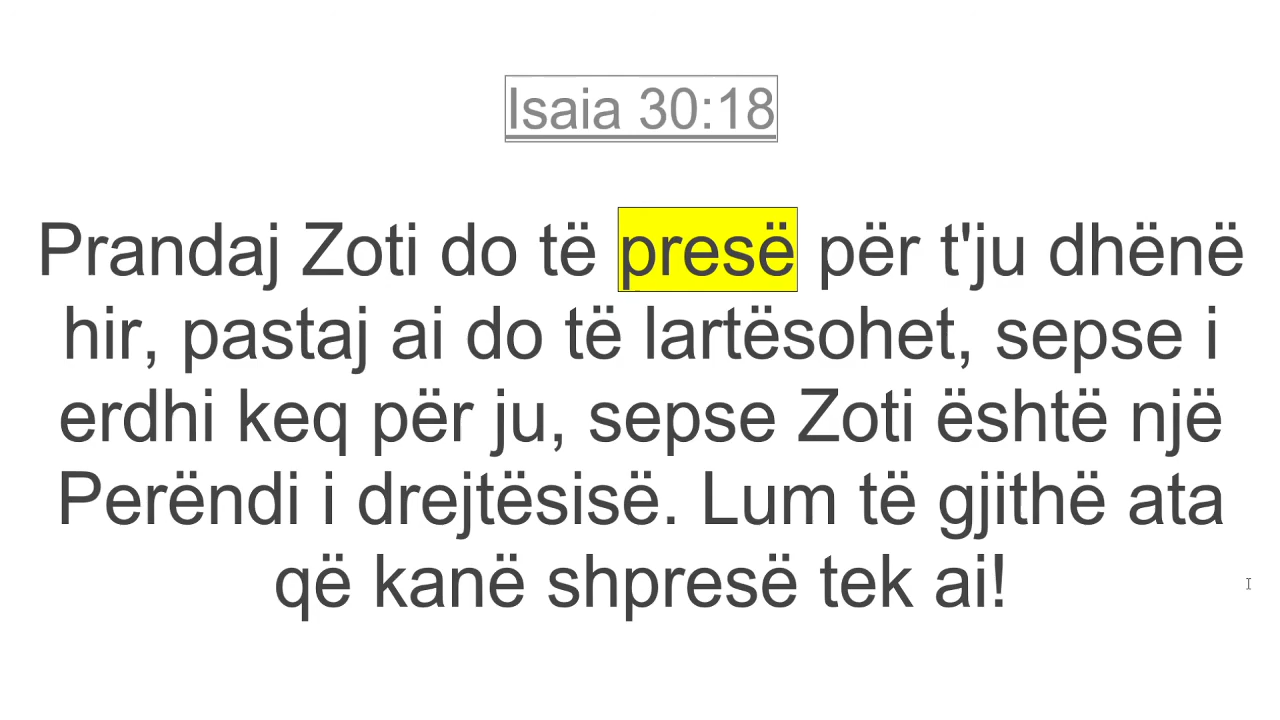 Isaia 30:18
Prandaj Zoti do të presë për t'ju dhënë
hir, pastaj ai do të lartësohet, sepse i
erdhi keq për ju, sepse Zoti është një
Perëndi i drejtësisë. Lum të gjithë ata
që kanë shpresë tek ai!